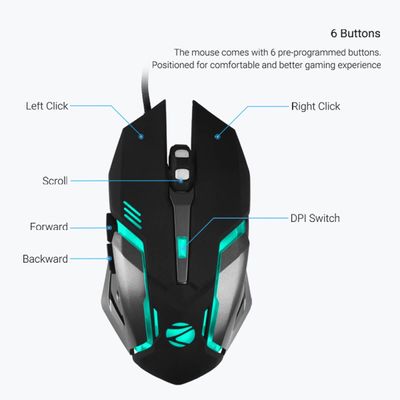 6 Buttons
The mouse comes with 6 pre-programmed buttons.
Positioned for comfortable and better gaming experience
Left Click
Right Click
Scroll
Forward
DPI Switch
Backward